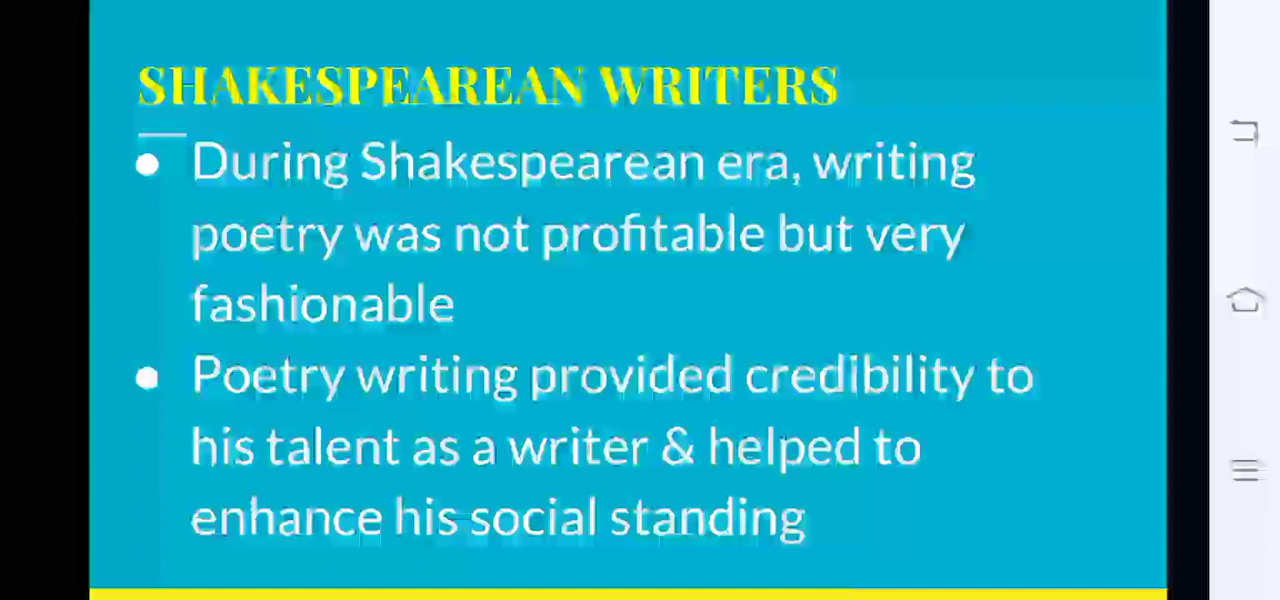 SHAKESPEAREAN WRITERS
During Shakespearean era, writing
poetry was not profitable but very
fashionable
Poetry writing provided credibility to
his talent as a writer & helped to
enhance his social standing